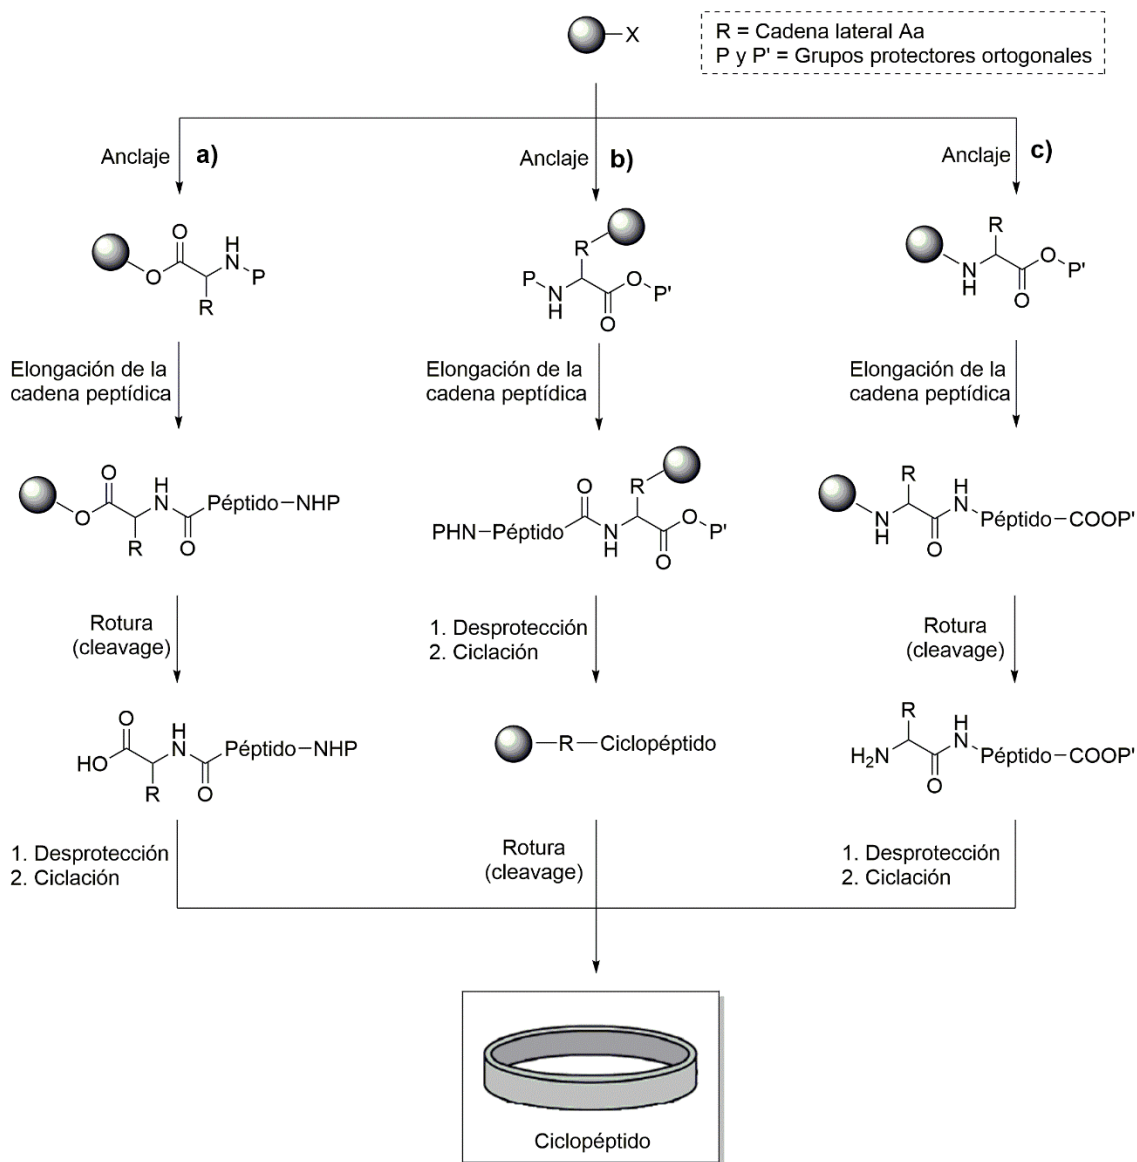 X
R = Cadena lateral Aa
P y P' = Grupos protectores ortogonales
Anclaje
a)
Anclaje
b)
Anclaje
c)
O
H
N
P
O
R
R
P
N
H
O
P'
O
R
O
P'
N
H
O
Elongación de la
cadena peptídica
Elongación de la
cadena peptídica
Elongación de la
cadena peptídica
O
H
N
Péptido–NHP
O
R
O
R
O
PHN–Péptido
N
H
O
P'
O
R
H
N
Péptido–COOP'
N
H
O
Rotura
(cleavage)
1. Desprotección
2. Ciclación
Rotura
(cleavage)
O
H
N
Péptido–NHP
HO
R
O
R–Ciclopéptido
R
H
N
Péptido–COOP'
H2N
O
1. Desprotección
2. Ciclación
Rotura
(cleavage)
1. Desprotección
2. Ciclación
Ciclopéptido